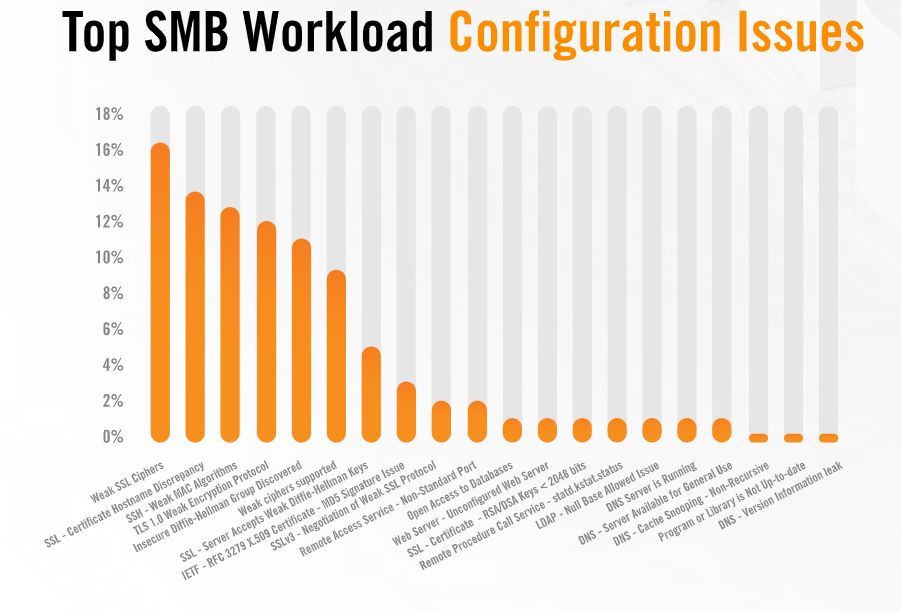 Top SMB Workload Configuration Issues
18%
16%
14%
12%
10%
8%
6%
4%
2%
0%
Weak SSL Ciphers
SSL - Certificate Hostname Discrepancy
SSH - Weak MAC Algorithms
TLS 1.0 Weak Encryption Protocol
Insecure Diffie-Hellman Group Discovered
Weak ciphers supported
SSL - Server Accepts Weak Diffie-Hellman Keys
IETF - RFC 3279 X.509 Certificate - MD5 Signature Issue
SSLv3 - Negotiation of Weak SSL Protocol
Remote Access Service - Non-Standard Port
Open Access to Databases
Web Server - Unconfigured Web Server
SSL - Certificate - RSA/DSA Keys < 2048 bits
Remote Procedure Call Service - statd.kstat.status
LDAP - Null Base Allowed Issue
DNS Server is Running
DNS - Server Available for General Use
DNS - Cache Snooping - Non-Recursive
Program or Library is Not Up-to-date
DNS - Version Information leak